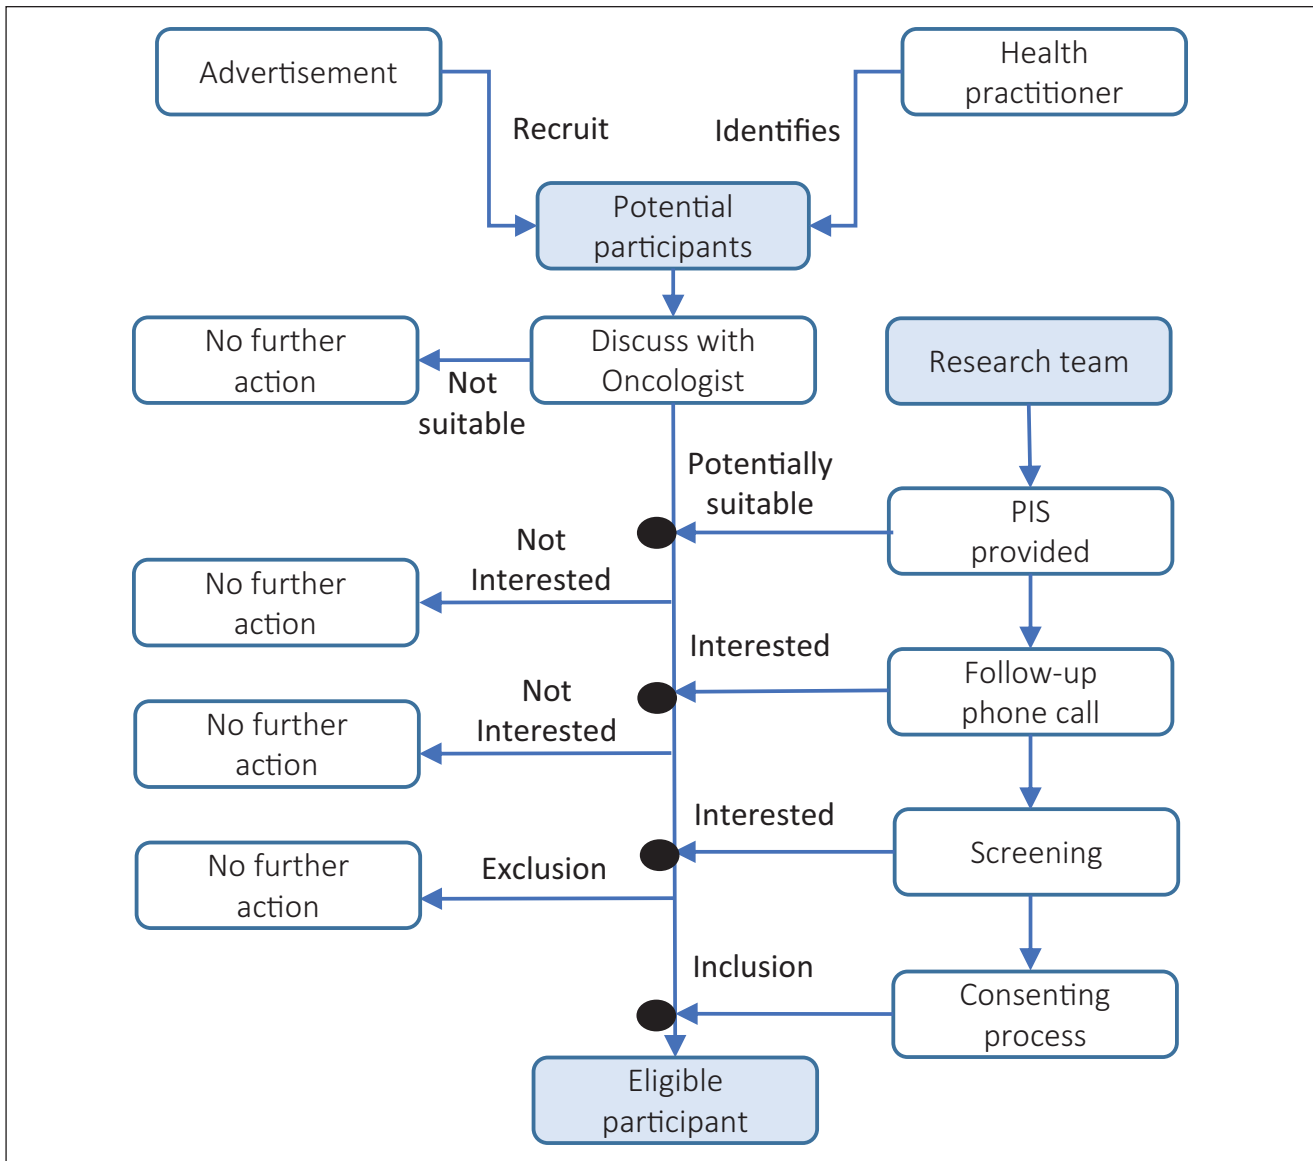 Advertisement
Health
practitioner
Recruit
Identifies
Potential
participants
No further
action
Not
suitable
Discuss with
Oncologist
Research team
Potentially
suitable
PIS
provided
Not
Interested
No further
action
Interested
Follow-up
phone call
Not
Interested
No further
action
Interested
Screening
No further
action
Exclusion
Inclusion
Consenting
process
Eligible
participant